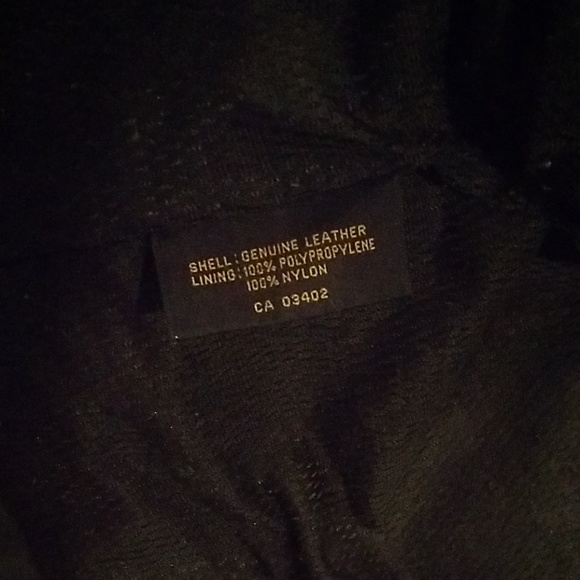 SHELL: GENUINE LEATHER
LINING: 100% POLYPROPYLENE
100% NYLON
CA 03402